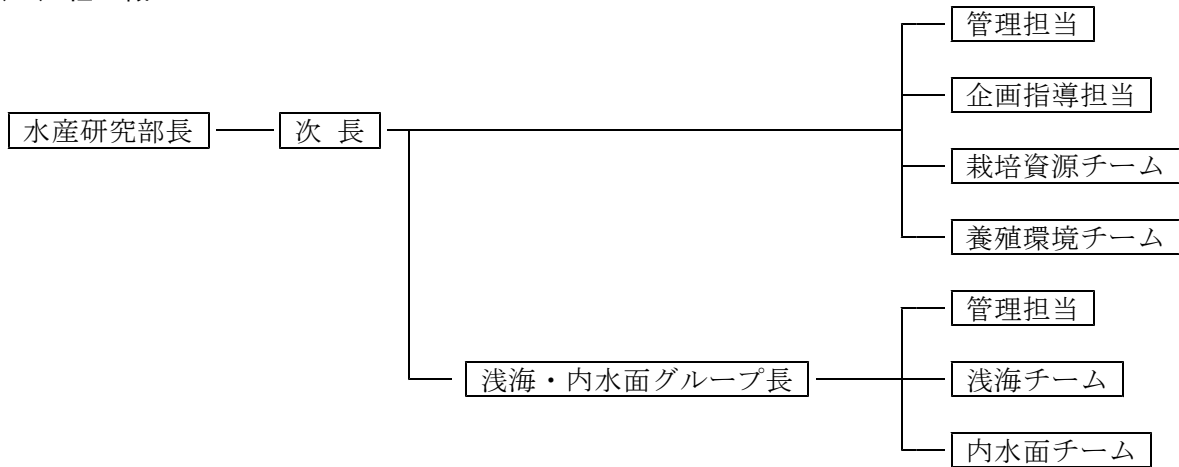 管理担当
企画指導担当
水産研究部長
次 長
栽培資源チーム
養殖環境チーム
管理担当
浅海・内水面グループ長
浅海チーム
内水面チーム